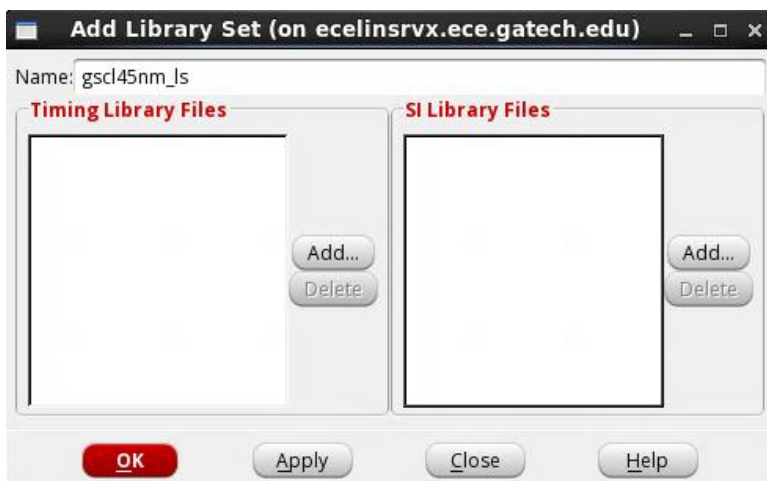 Add Library Set (on ecelinsrvx.ece.gatech.edu)
Name: gscl45nm_ls
Timing Library Files
SI Library Files
Add...
Delete
Add...
Delete
OK
Apply
Close
Help